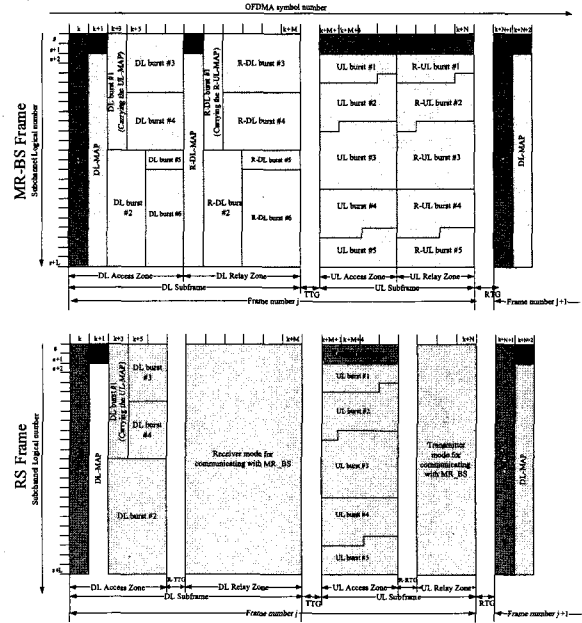 OFDMA symbol number
k k+1 k+3 k+5 k+M k+M+ k+M+4 k+N k+N+1 k+N+2
s
s+1
s+2
s+L
MR-BS Frame
Subchannel Logical number
DL-MAP
DL burst #1
(Carrying the UL-MAP)
DL burst #3
DL burst #4
DL burst #2
DL burst #5
DL burst #6
R-DL-MAP
R-DL burst #1
(Carrying the R-UL-MAP)
R-DL burst #3
R-DL burst #4
R-DL burst #2
R-DL burst #5
R-DL burst #6
UL burst #1
UL burst #2
UL burst #3
UL burst #4
UL burst #5
R-UL burst #1
R-UL burst #2
R-UL burst #3
R-UL burst #4
R-UL burst #5
DL-MAP
DL Access Zone
DL Relay Zone
UL Access Zone
UL Relay Zone
DL Subframe
TTG
UL Subframe
RTG
Frame number j
Frame number j+1
k k+1 k+3 k+5 k+M k+M+1 k+M+4 k+N k+N+1 k+N+2
s
s+1
s+2
RS Frame
Subchannel Logical number
DL-MAP
DL burst #1
(Carrying the UL-MAP)
DL burst #3
DL burst #4
DL burst #2
Receiver mode for
communicating with MR_BS
UL burst #1
UL burst #2
UL burst #3
UL burst #4
UL burst #5
Transmitter
mode for
communicating
with MR_BS
DL-MAP
R-TTG
R-RTG
DL Access Zone
DL Relay Zone
UL Access Zone
UL Relay Zone
DL Subframe
TTG
UL Subframe
RTG
Frame number j
Frame number j+1